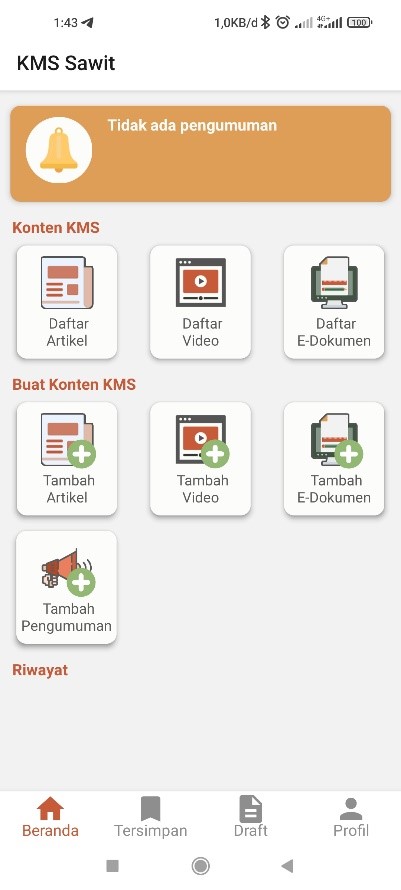 1:43
1,0KB/d
4G+
100
KMS Sawit
Tidak ada pengumuman
Konten KMS
Daftar
Artikel
Daftar
Video
Daftar
E-Dokumen
Buat Konten KMS
Tambah
Artikel
Tambah
Video
Tambah
E-Dokumen
Tambah
Pengumuman
Riwayat
Beranda
Tersimpan
Draft
Profil